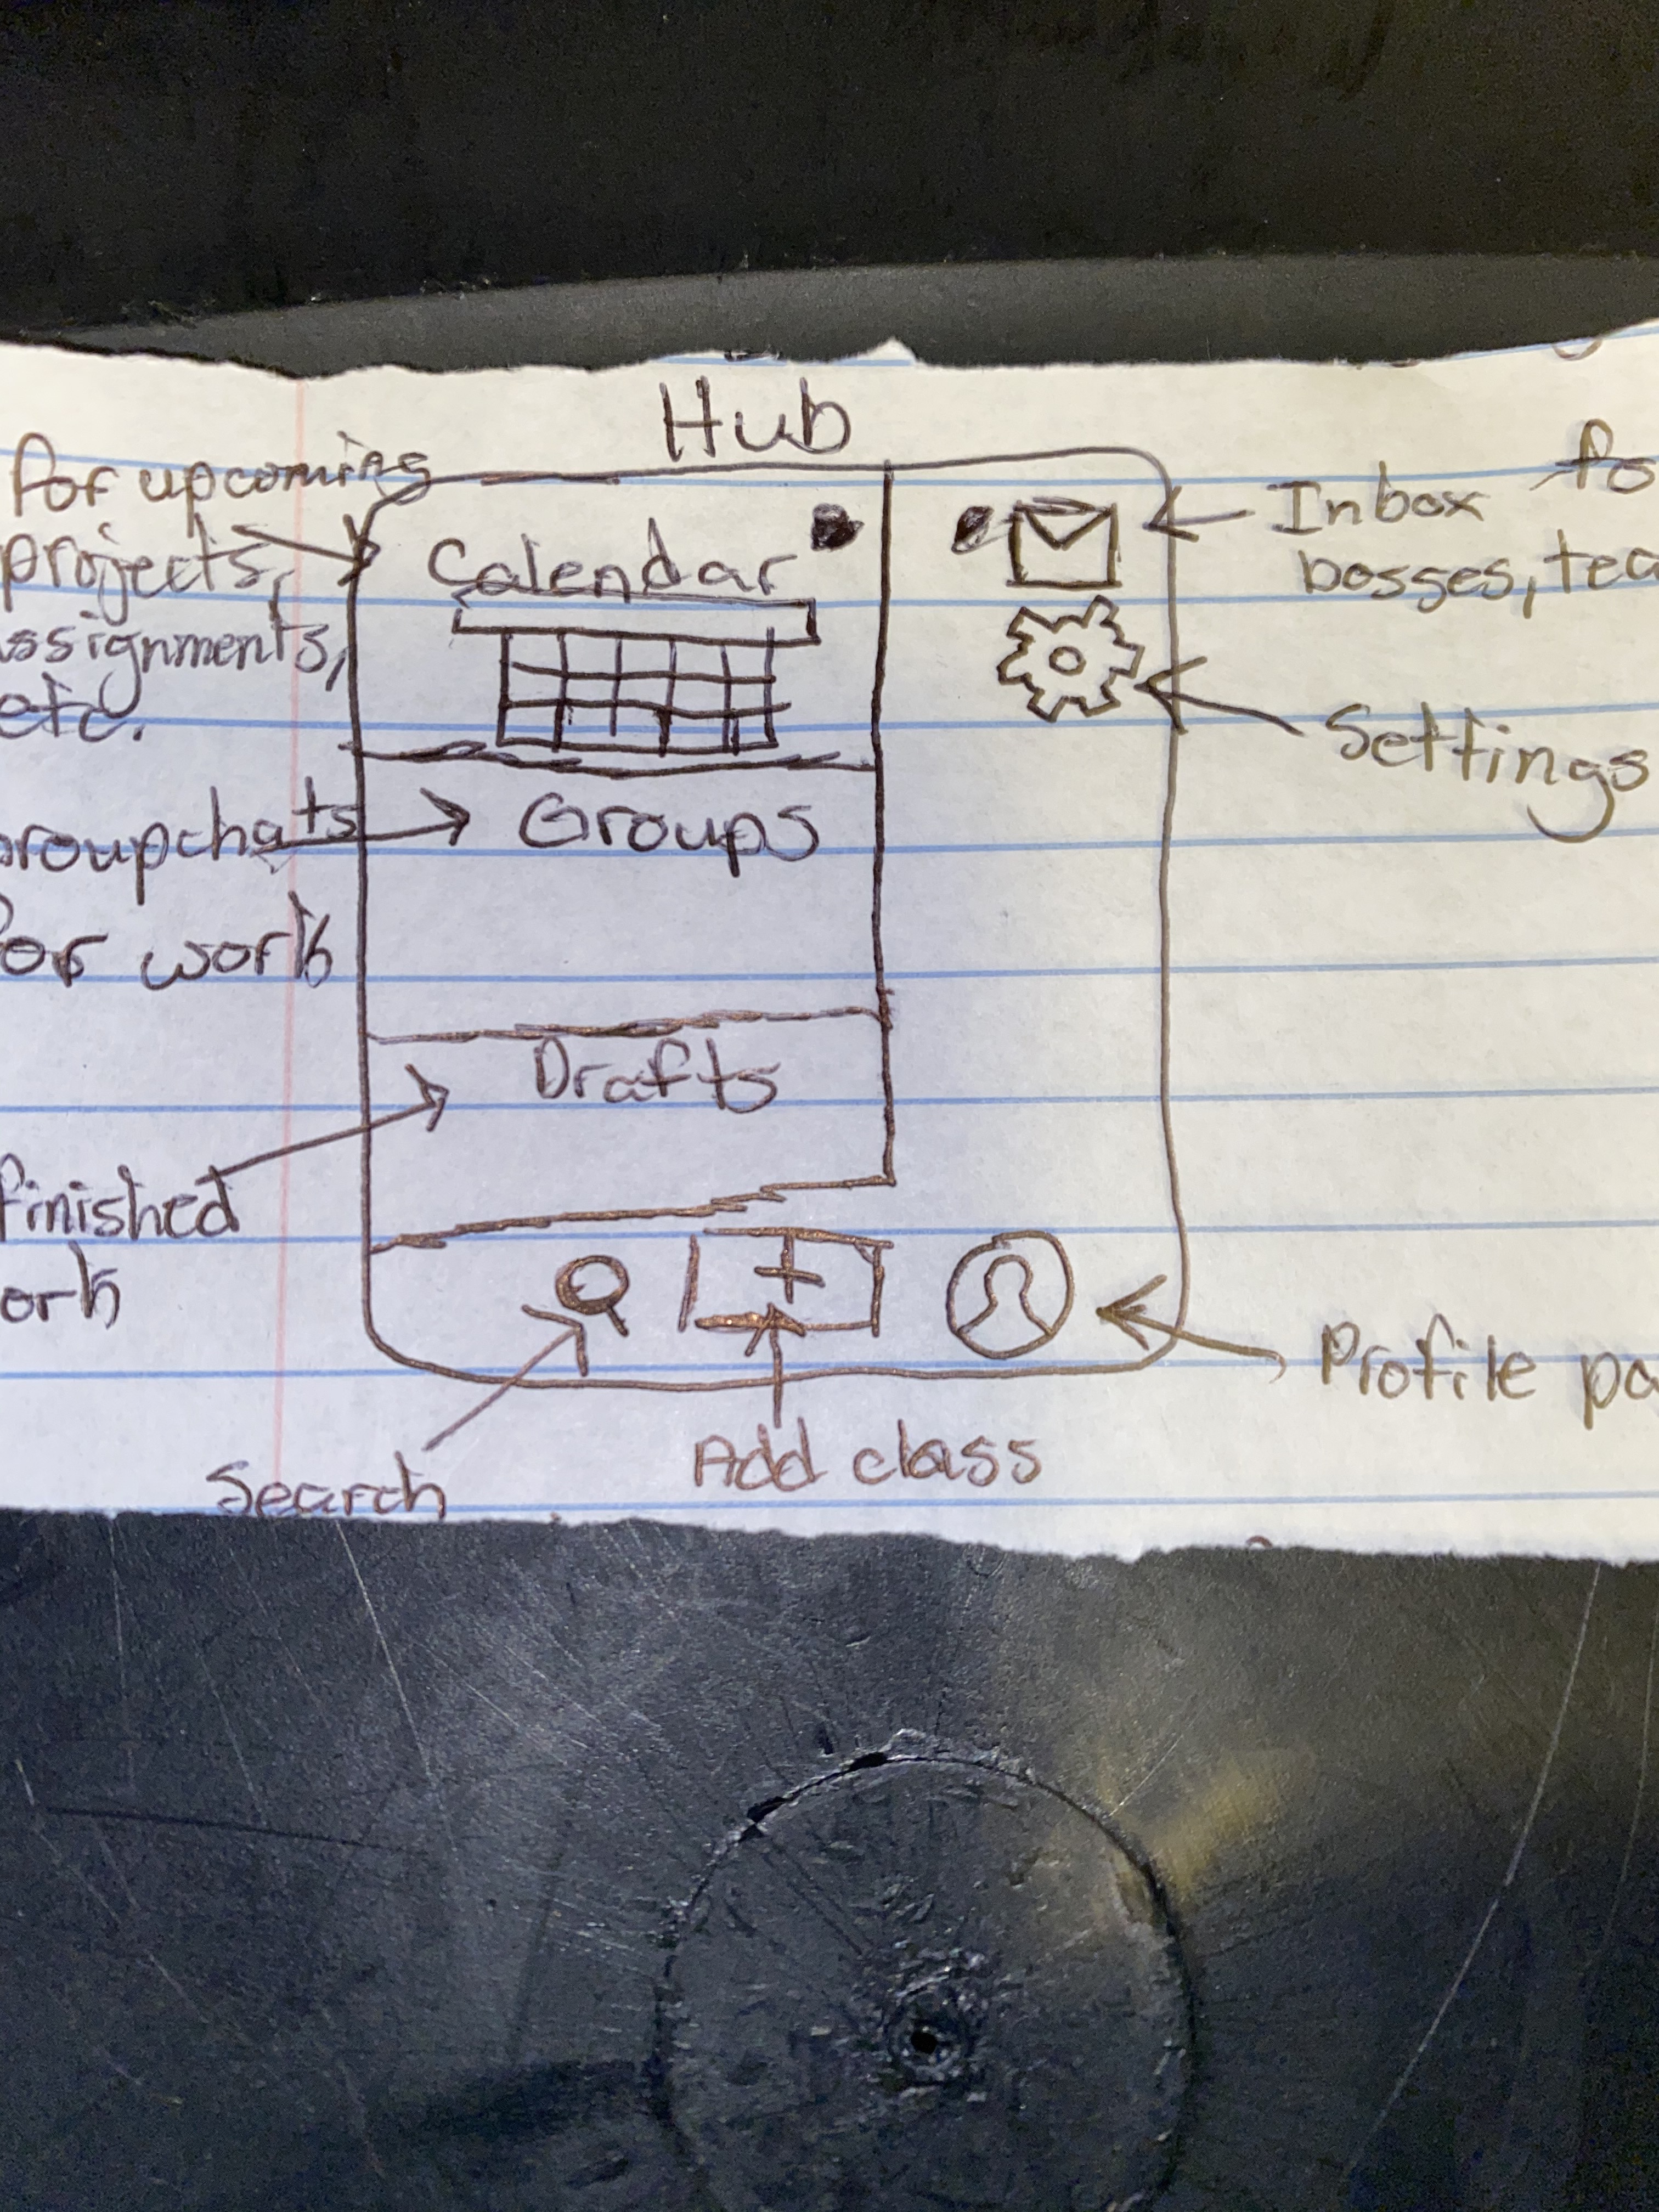 Hub
for upcoming
projects,
ssignments,
etc.
Calendar
Inbox fo
bosses, tea
Settings
roupchats
for work
Groups
Drafts
finished
ork
Profile pa
Add class
Search